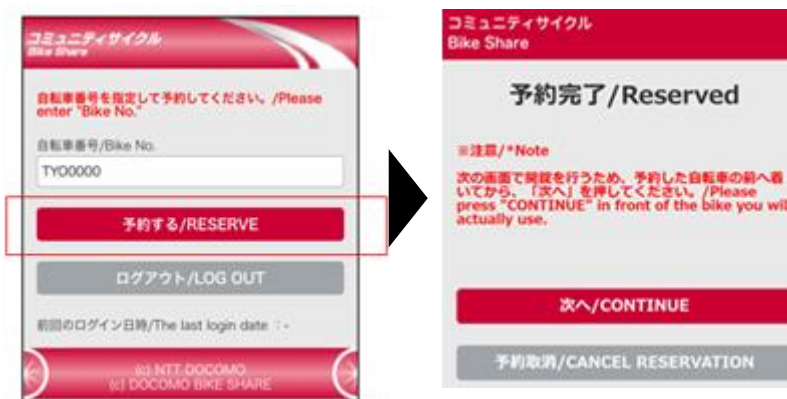 コミュニティサイクル
Bike Share
自転車番号を指定して予約してください。/Please
enter "Bike No."
自転車番号/Bike No.
TYO0000
予約する/RESERVE
ログアウト/LOG OUT
前回のログイン日時/The last login date :-
(c) NTT DOCOMO
(c) DOCOMO BIKE SHARE
コミュニティサイクル
Bike Share
予約完了/Reserved
※注意/*Note
次の画面で開錠を行うため、予約した自転車の前へ着
いてから、「次へ」を押してください。/Please
press "CONTINUE" in front of the bike you wil
actually use.
次へ/CONTINUE
予約取消/CANCEL RESERVATION